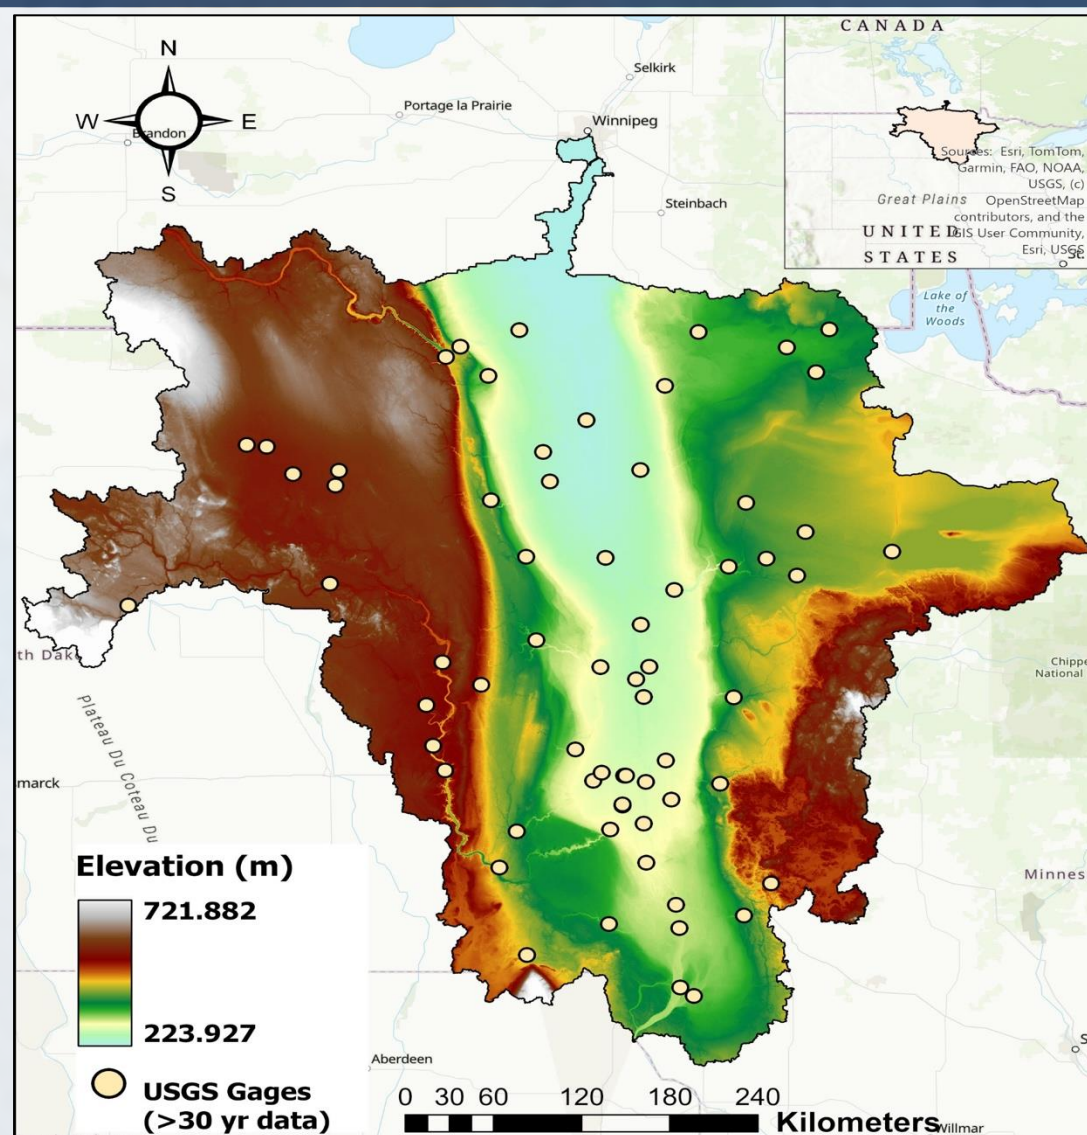 CANADA
N
Selkirk
Portage la Prairie
W
E
Winnipeg
Brandon
Sources: Esri, TomTom,
Garmin, FAO, NOAA,
USGS, (c)
S
Great Plains
OpenStreetMap
Steinbach
contributors, and the
UNITED
GIS User Community,
STATES
Esri, USGS
St.
Lake of
the
Woods
th Dak
Chippe
National
Plateau Du Coteau Du
marck
Elevation (m)
Minnes
721.882
223.927
S
Aberdeen
USGS Gages
(>30 yr data)
0 30 60 120 180 240
Kilometers
Willmar